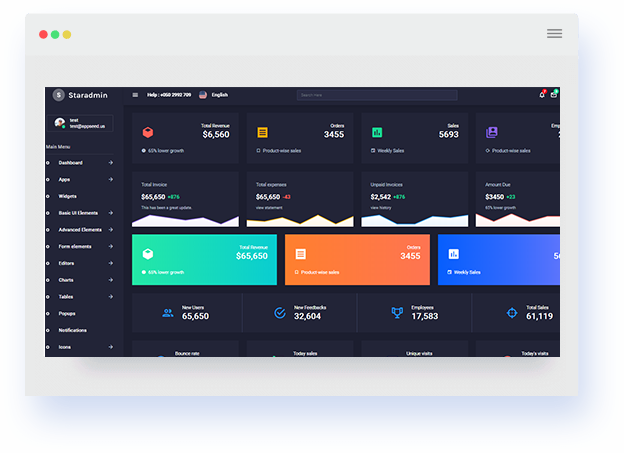 S Staradmin
Help : +050 2992 709
English
Search Here
test
test@appseed.us
Main Menu
Dashboard
Apps
Widgets
Basic UI Elements
Advanced Elements
Form elements
Editors
Charts
Tables
Popups
Notifications
Icons
Total Revenue
$6,560
65% lower growth
Orders
3455
Product-wise sales
Sales
5693
Weekly Sales
Product-wise sales
Total Invoice
$65,650 +876
This has been a great update.
Total expenses
$65,650 -43
view statement
Unpaid Invoices
$2,542 +876
view history
Amount Due
$3450 +23
65% lower growth
Total Revenue
$65,650
65% lower growth
Orders
3455
Product-wise sales
Weekly Sales
New Users
65,650
New Feedbacks
32,604
Employees
17,583
Total Sales
61,119
Bounce rate
Today sales
Unique visits
Today's visits